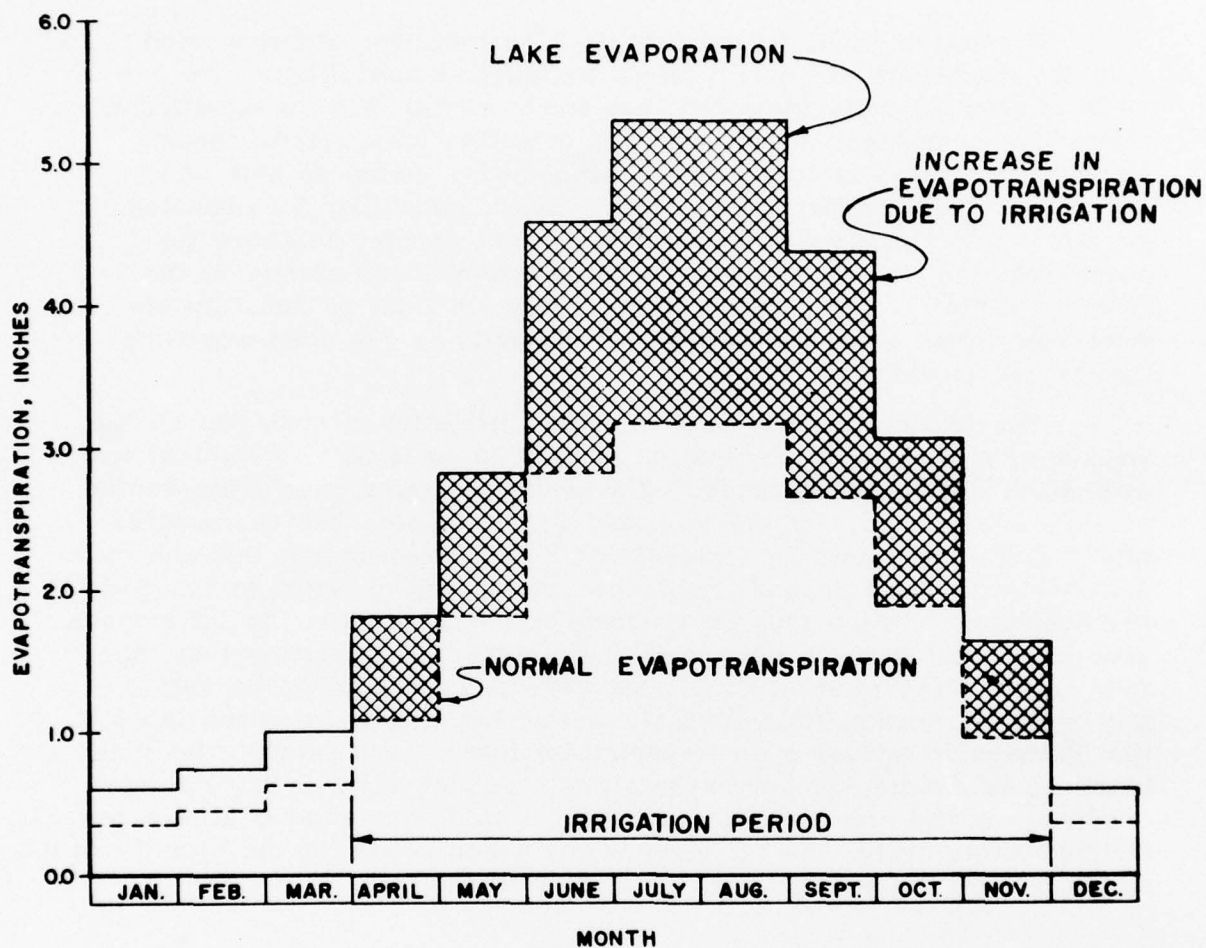 6.0
LAKE EVAPORATION
5.0
INCREASE IN
EVAPOTRANSPIRATION
DUE TO IRRIGATION
4.0
EVAPOTRANSPIRATION, INCHES
3.0
2.0
NORMAL EVAPOTRANSPIRATION
1.0
IRRIGATION PERIOD
0.0
JAN. FEB. MAR. APRIL MAY JUNE JULY AUG. SEPT. OCT. NOV. DEC.
MONTH